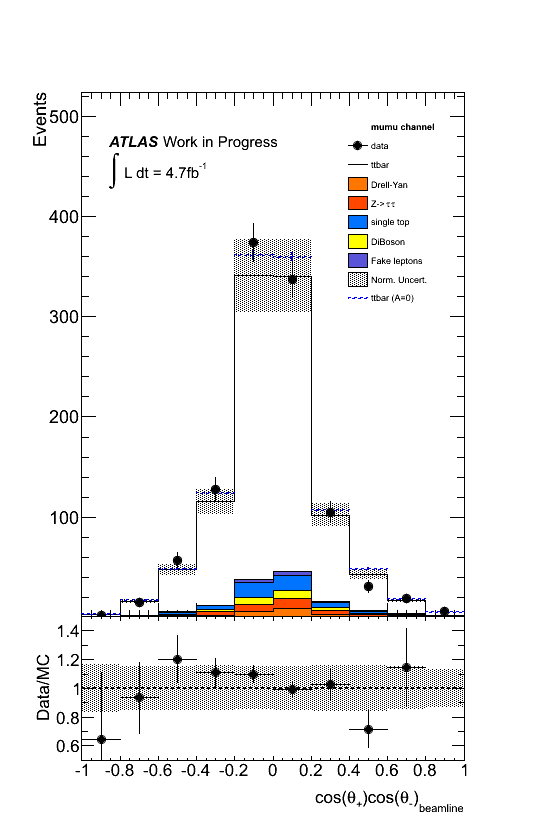 Events
500
400
300
200
100
ATLAS Work in Progress
∫ L dt = 4.7fb⁻¹
mumu channel
data
ttbar
Drell-Yan
Z->ττ
single top
DiBoson
Fake leptons
Norm. Uncert.
ttbar (A=0)
Data/MC
1.4
1.2
1
0.8
0.6
-1 -0.8 -0.6 -0.4 -0.2 0 0.2 0.4 0.6 0.8 1
cos(θ₊)cos(θ₋)beamline